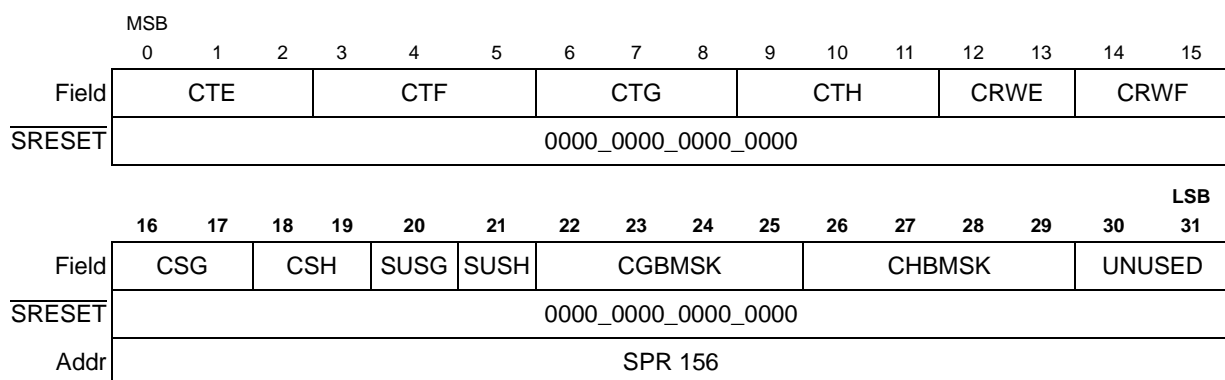 MSB
0 1 2 3 4 5 6 7 8 9 10 11 12 13 14 15
Field CTE CTF CTG CTH CRWE CRWF
SRESET 0000_0000_0000_0000
LSB
16 17 18 19 20 21 22 23 24 25 26 27 28 29 30 31
Field CSG CSH SUSG SUSH CGBMSK CHBMSK UNUSED
SRESET 0000_0000_0000_0000
Addr SPR 156